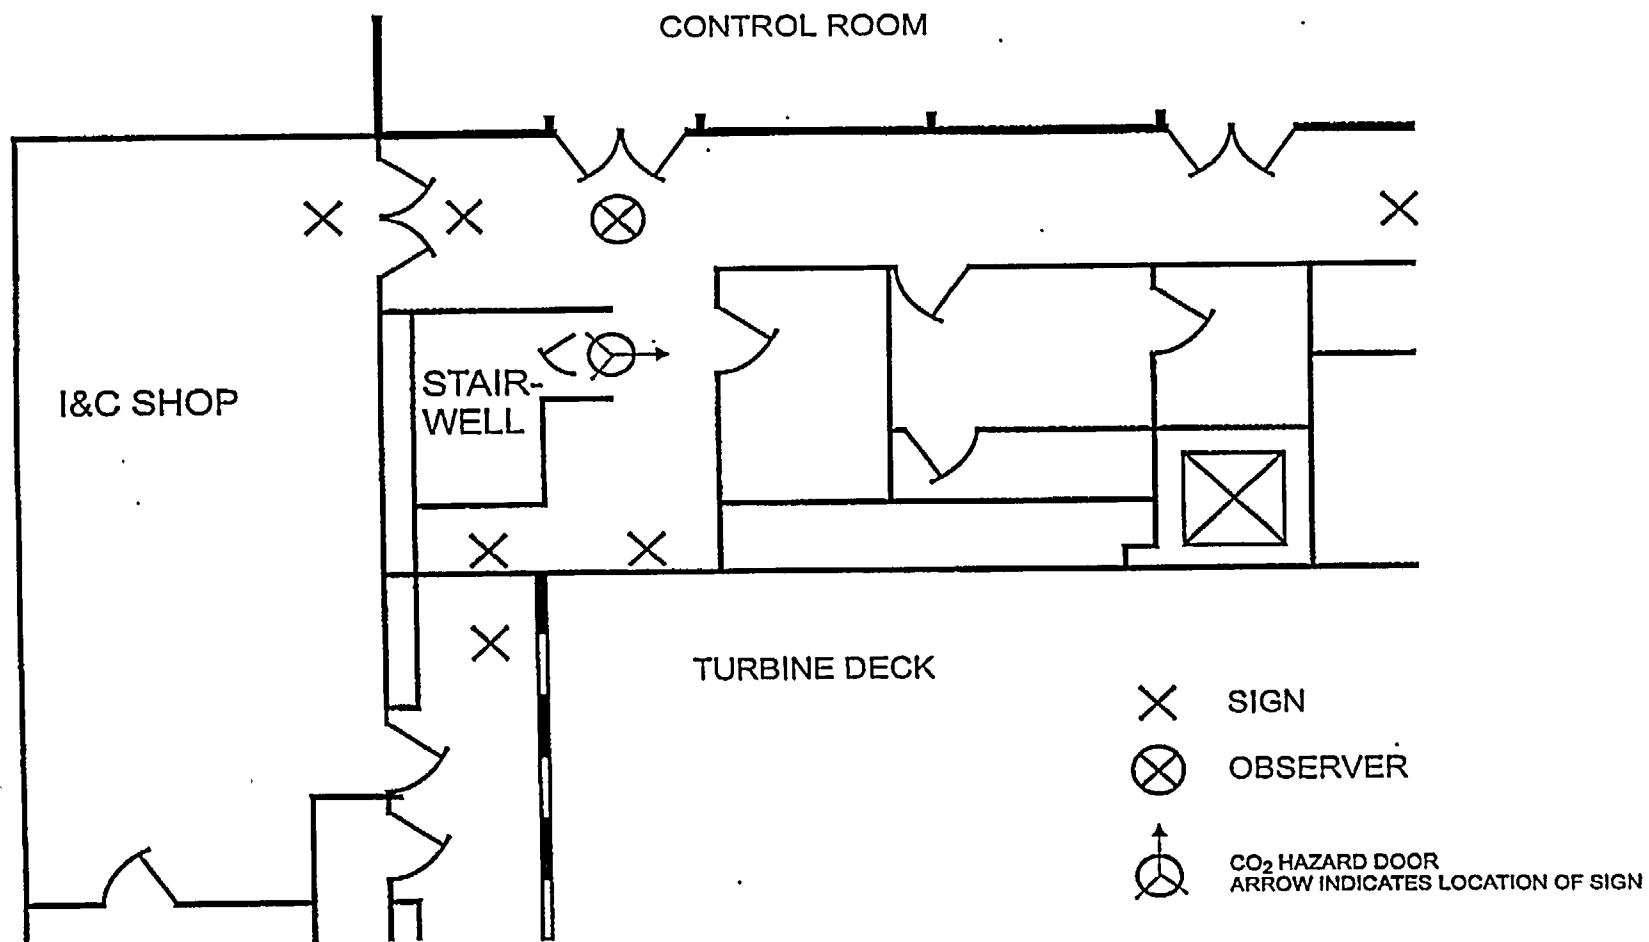 CONTROL ROOM
I&C SHOP
STAIR-
WELL
TURBINE DECK
SIGN
OBSERVER
CO₂ HAZARD DOOR
ARROW INDICATES LOCATION OF SIGN